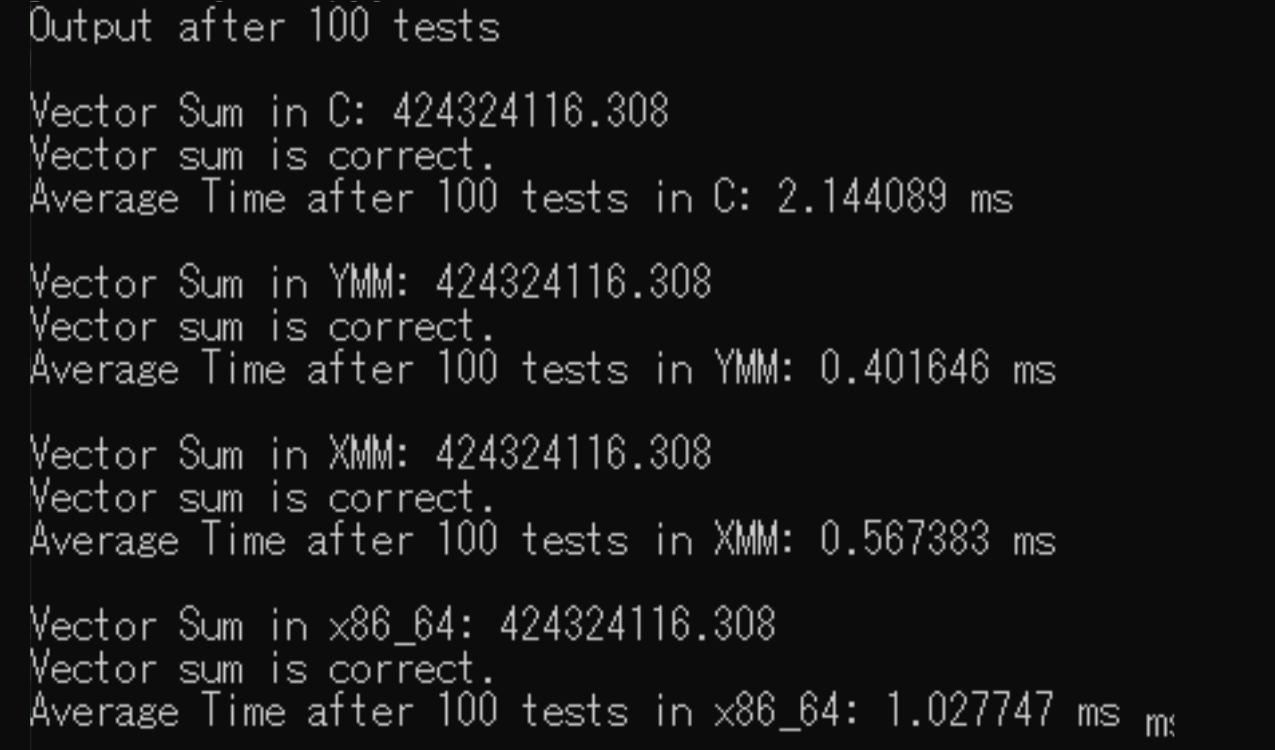 Output after 100 tests
Vector Sum in C: 424324116.308
Vector sum is correct.
Average Time after 100 tests in C: 2.144089 ms
Vector Sum in YMM: 424324116.308
Vector sum is correct.
Average Time after 100 tests in YMM: 0.401646 ms
Vector Sum in XMM: 424324116.308
Vector sum is correct.
Average Time after 100 tests in XMM: 0.567383 ms
Vector Sum in x86_64: 424324116.308
Vector sum is correct.
Average Time after 100 tests in x86_64: 1.027747 ms